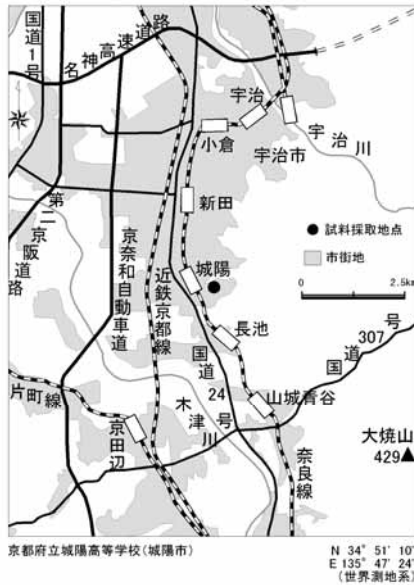 国道1号
名神高速道路
宇治
宇治川
小倉
宇治市
新田
第二京阪道路
京奈和自動車道
近鉄京都線
城陽
● 試料採取地点
市街地
0 2.5km
長池
国道24号
国道307号
片町線
木津川
山城青谷
京田辺
大焼山
429▲
奈良線
京都府立城陽高等学校(城陽市)
N 34° 51' 10"
E 135° 47' 24"
(世界測地系)